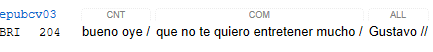 epubcv03 CNT COM ALL
BRI 204 bueno oye / que no te quiero entretener mucho / Gustavo //